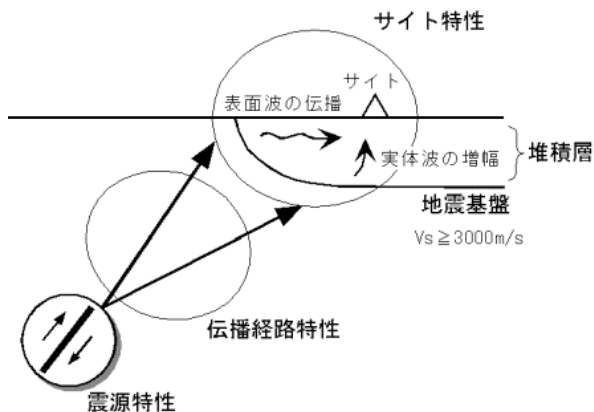 サイト特性
サイト
表面波の伝播
実体波の増幅
堆積層
地震基盤
Vs≧3000m/s
伝播経路特性
震源特性